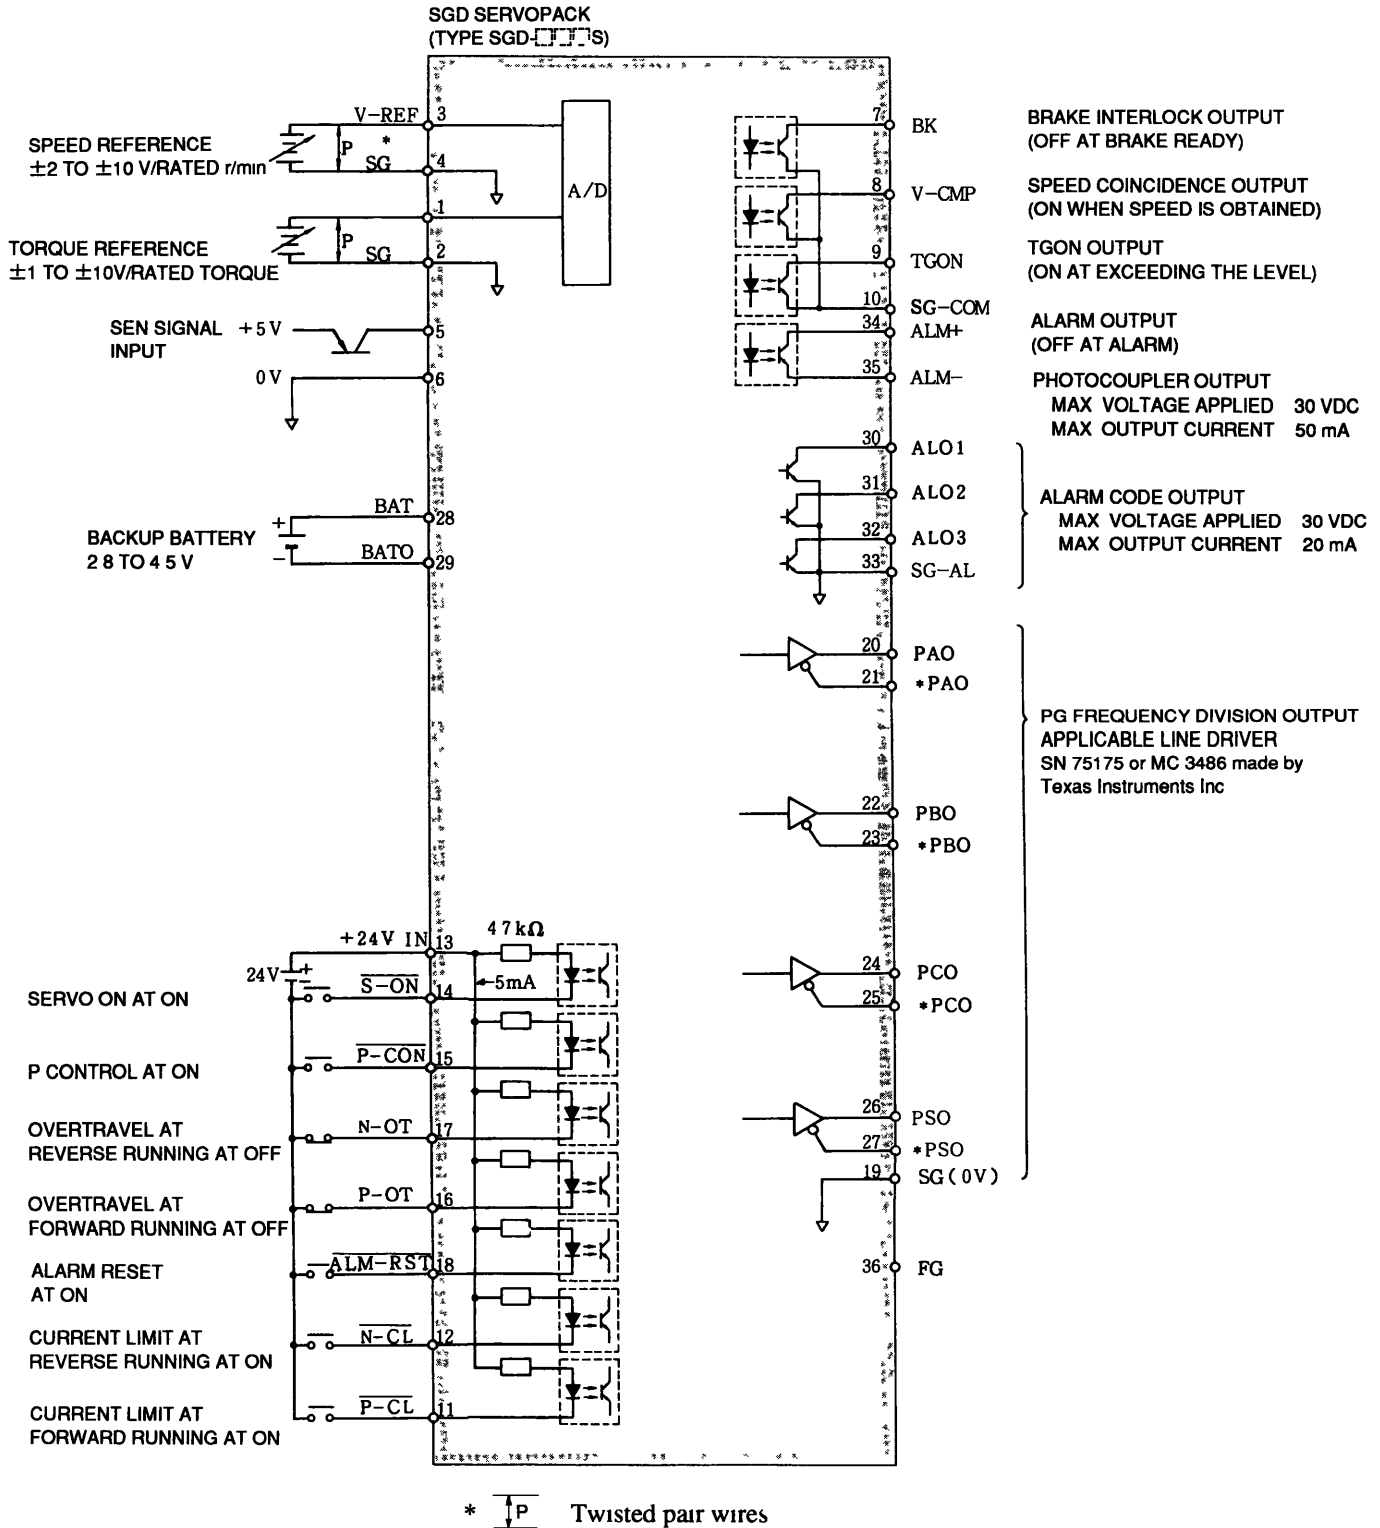 SGD SERVOPACK
(TYPE SGD-□□□S)
V-REF 3
*
P
SG 4
SPEED REFERENCE
±2 TO ±10 V/RATED r/min
1
P
SG 2
TORQUE REFERENCE
±1 TO ±10V/RATED TORQUE
A/D
SEN SIGNAL
INPUT
+5V 5
0V 6
BAT 28
BATO 29
+
−
BACKUP BATTERY
2 8 TO 4 5 V
+24V IN 13
4 7 kΩ
24V
+
−
5mA
S-ON 14
SERVO ON AT ON
P-CON 15
P CONTROL AT ON
N-OT 17
OVERTRAVEL AT
REVERSE RUNNING AT OFF
P-OT 16
OVERTRAVEL AT
FORWARD RUNNING AT OFF
ALM-RST 18
ALARM RESET
AT ON
N-CL 12
CURRENT LIMIT AT
REVERSE RUNNING AT ON
P-CL 11
CURRENT LIMIT AT
FORWARD RUNNING AT ON
7 BK
BRAKE INTERLOCK OUTPUT
(OFF AT BRAKE READY)
8 V-CMP
SPEED COINCIDENCE OUTPUT
(ON WHEN SPEED IS OBTAINED)
9 TGON
TGON OUTPUT
(ON AT EXCEEDING THE LEVEL)
10 SG-COM
34 ALM+
ALARM OUTPUT
(OFF AT ALARM)
35 ALM-
PHOTOCOUPLER OUTPUT
MAX VOLTAGE APPLIED 30 VDC
MAX OUTPUT CURRENT 50 mA
30 ALO1
31 ALO2
32 ALO3
33 SG-AL
ALARM CODE OUTPUT
MAX VOLTAGE APPLIED 30 VDC
MAX OUTPUT CURRENT 20 mA
20 PAO
21 *PAO
PG FREQUENCY DIVISION OUTPUT
APPLICABLE LINE DRIVER
SN 75175 or MC 3486 made by
Texas Instruments Inc
22 PBO
23 *PBO
24 PCO
25 *PCO
26 PSO
27 *PSO
19 SG(0V)
36 FG
* P Twisted pair wires